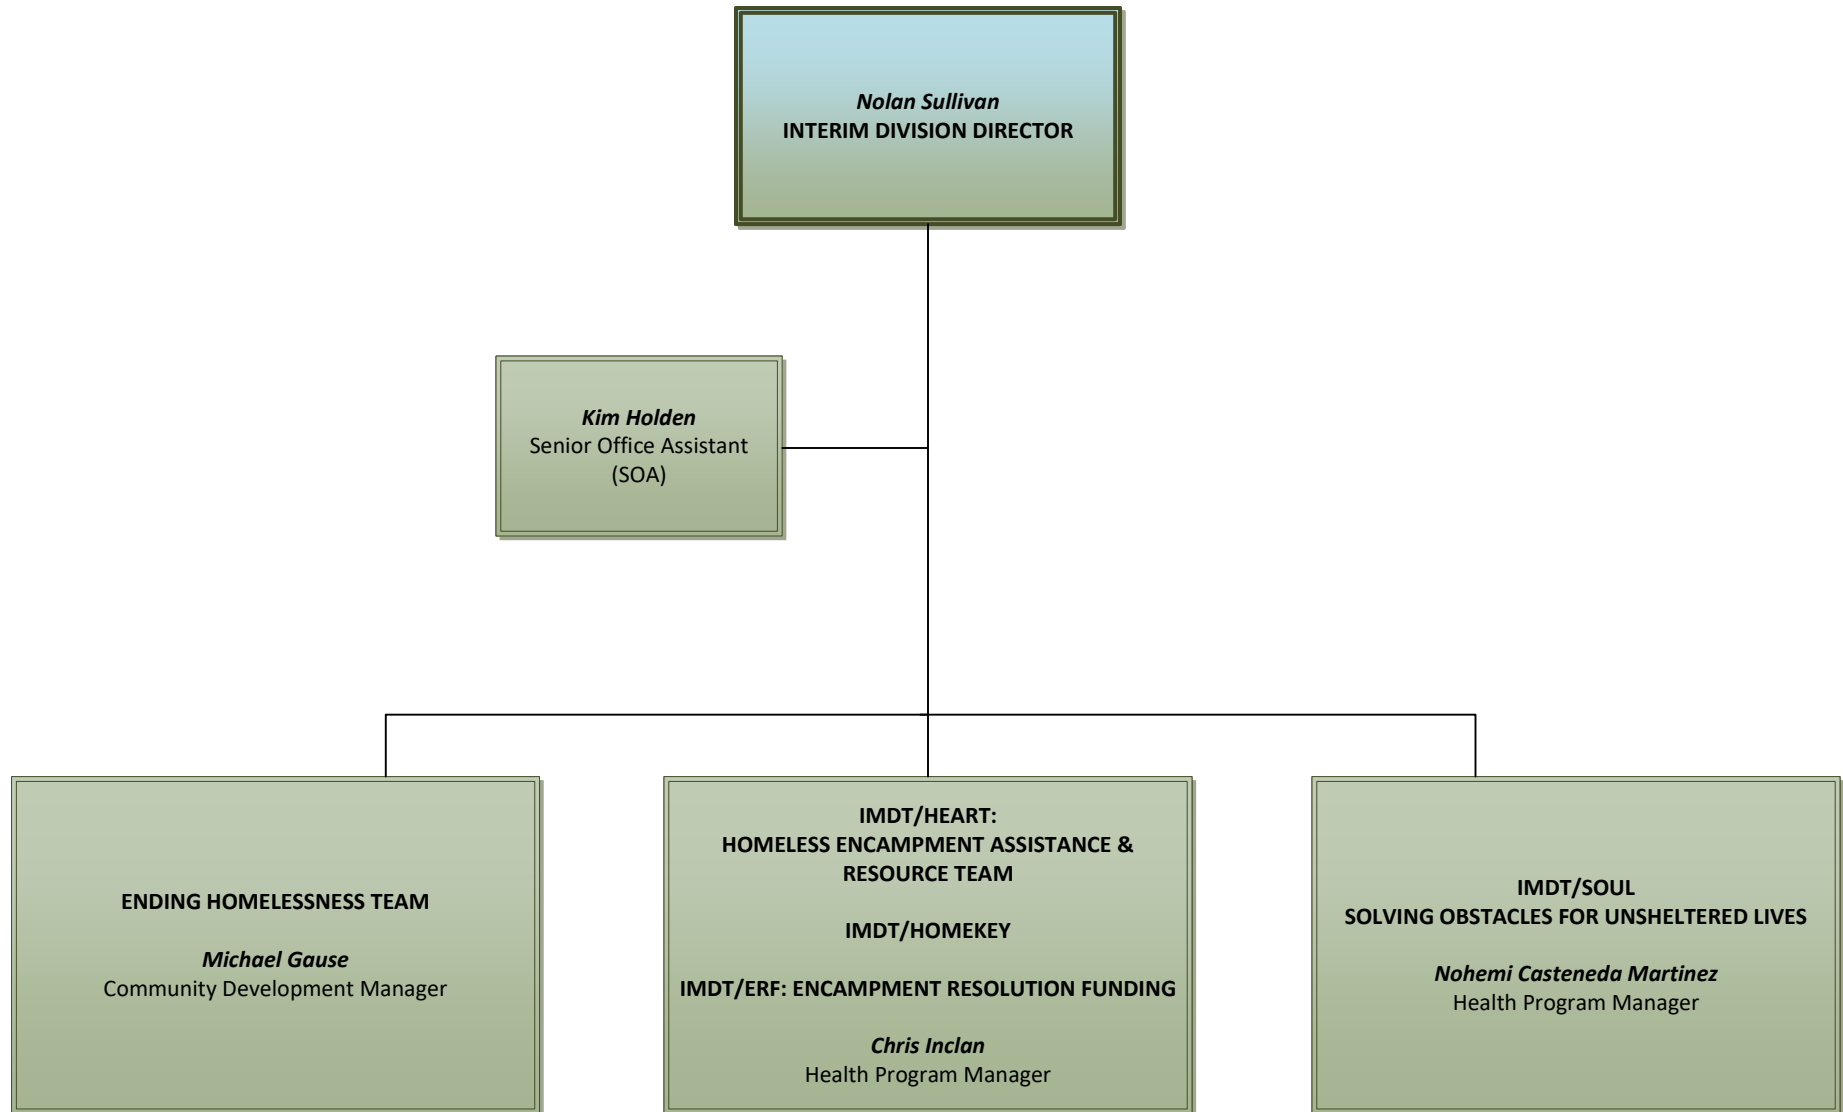 Nolan Sullivan
INTERIM DIVISION DIRECTOR
Kim Holden
Senior Office Assistant
(SOA)
ENDING HOMELESSNESS TEAM
Michael Gause
Community Development Manager
IMDT/HEART:
HOMELESS ENCAMPMENT ASSISTANCE &
RESOURCE TEAM
IMDT/HOMEKEY
IMDT/ERF: ENCAMPMENT RESOLUTION FUNDING
Chris Inclan
Health Program Manager
IMDT/SOUL
SOLVING OBSTACLES FOR UNSHELTERED LIVES
Nohemi Casteneda Martinez
Health Program Manager